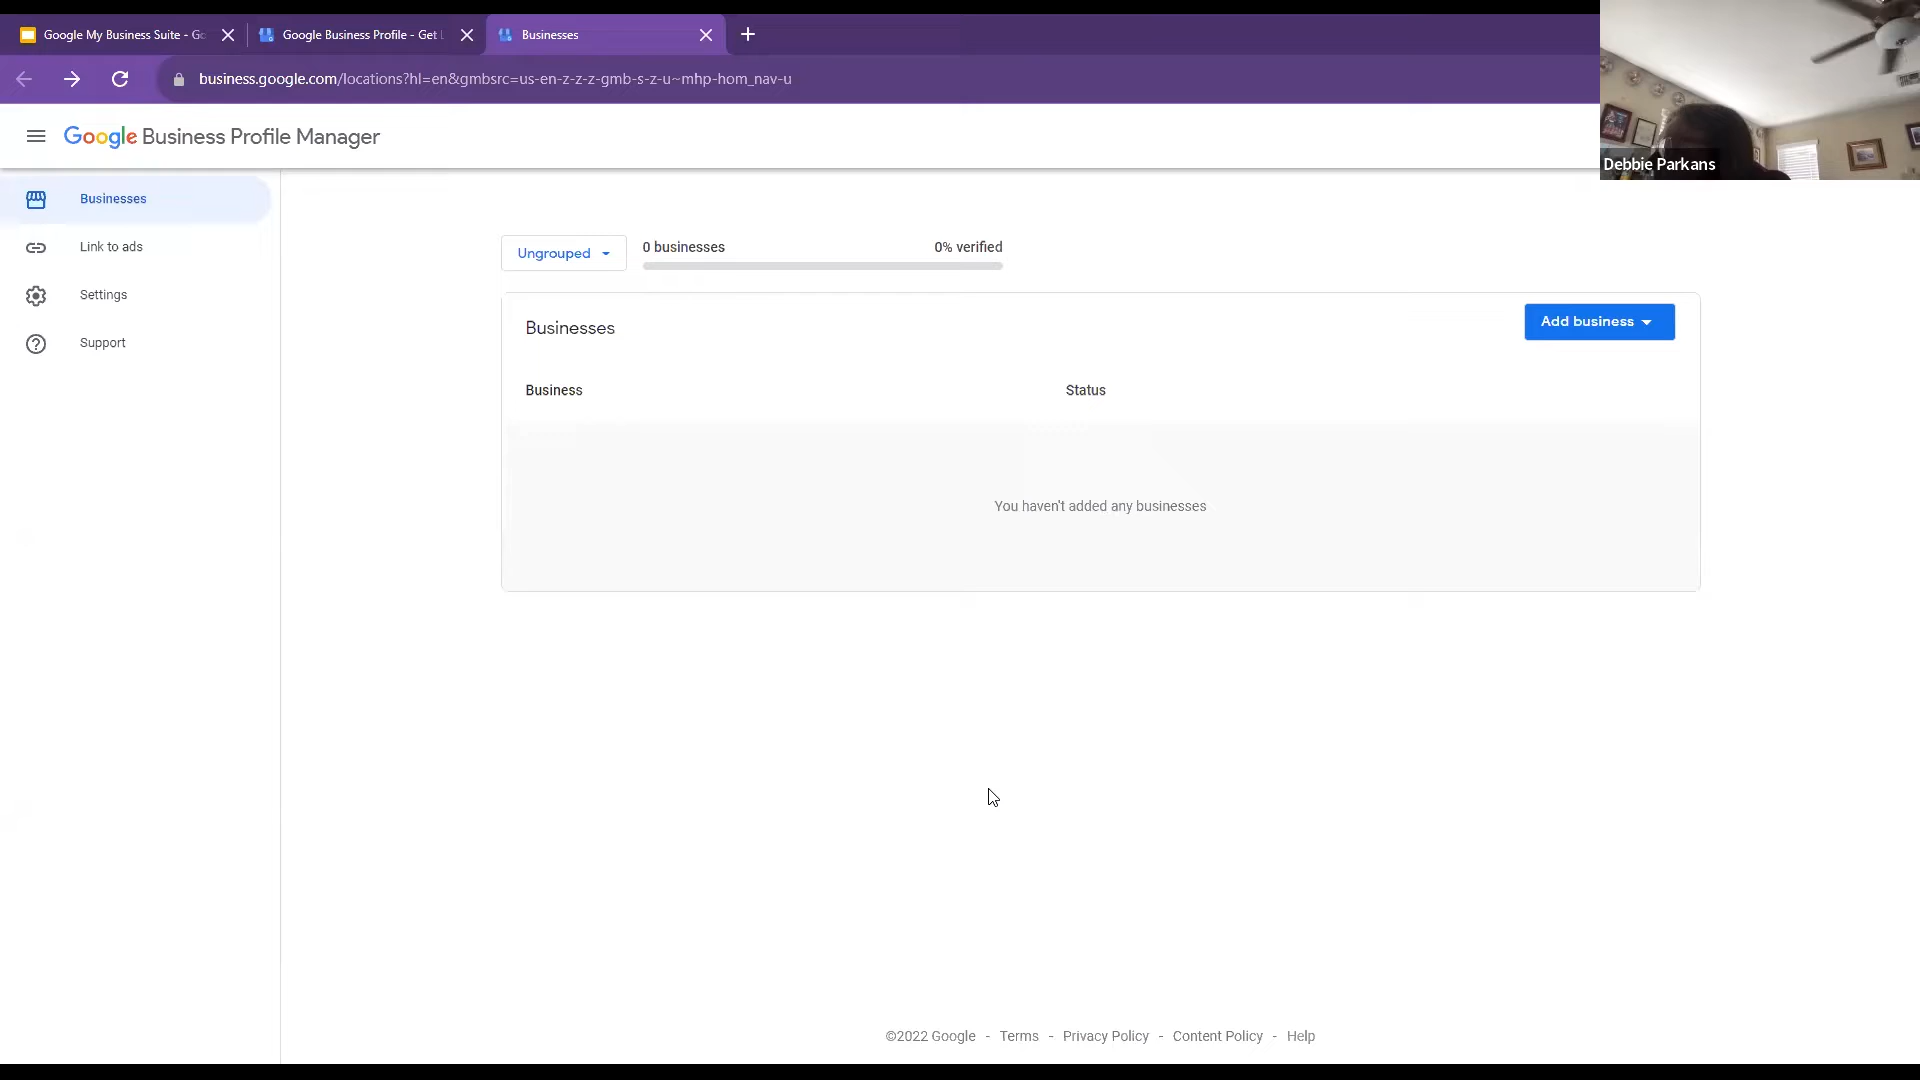 Google My Business Suite - Go
Google Business Profile - Get L
Businesses
business.google.com/locations?hl=en&gmbsrc=us-en-z-z-z-gmb-s-z-u~mhp-hom_nav-u
Google Business Profile Manager
Debbie Parkans
Businesses
Link to ads
Settings
Support
Ungrouped
0 businesses
0% verified
Businesses
Add business
Business
Status
You haven't added any businesses
©2022 Google - Terms - Privacy Policy - Content Policy - Help